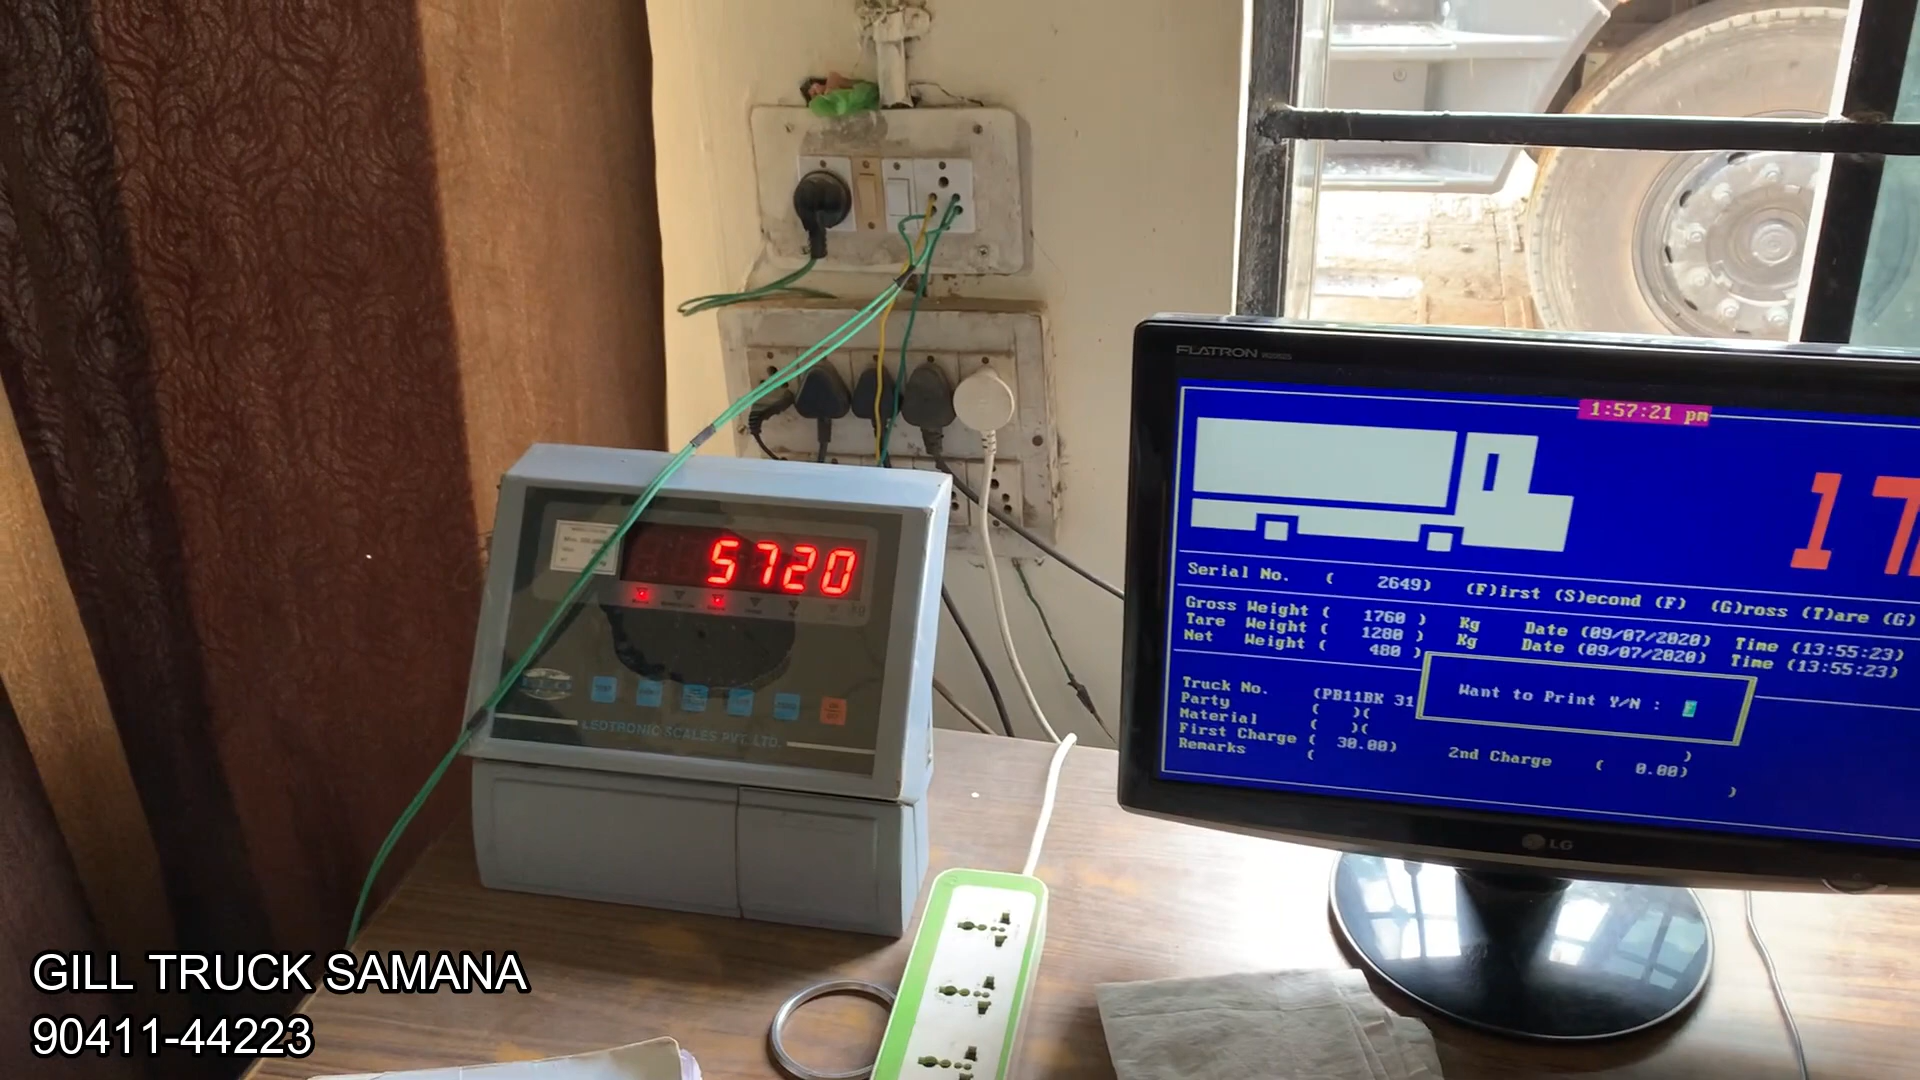 FLATRON
1:57:21 pm
17
5720
kg
LEOTRONIC SCALES PVT. LTD.
Serial No. ( 2649) (F)irst (S)econd (F) (G)ross (T)are (G)
Gross Weight ( 1760 ) Kg Date (09/07/2020) Time (13:55:23)
Tare Weight ( 1280 ) Kg Date (09/07/2020) Time (13:55:23)
Net Weight ( 480 )
Want to Print Y/N :
Truck No. (PB11BK 31
Party ( )(
Material ( )(
First Charge ( 30.00) 2nd Charge ( 0.00)
Remarks ( )
LG
GILL TRUCK SAMANA
90411-44223